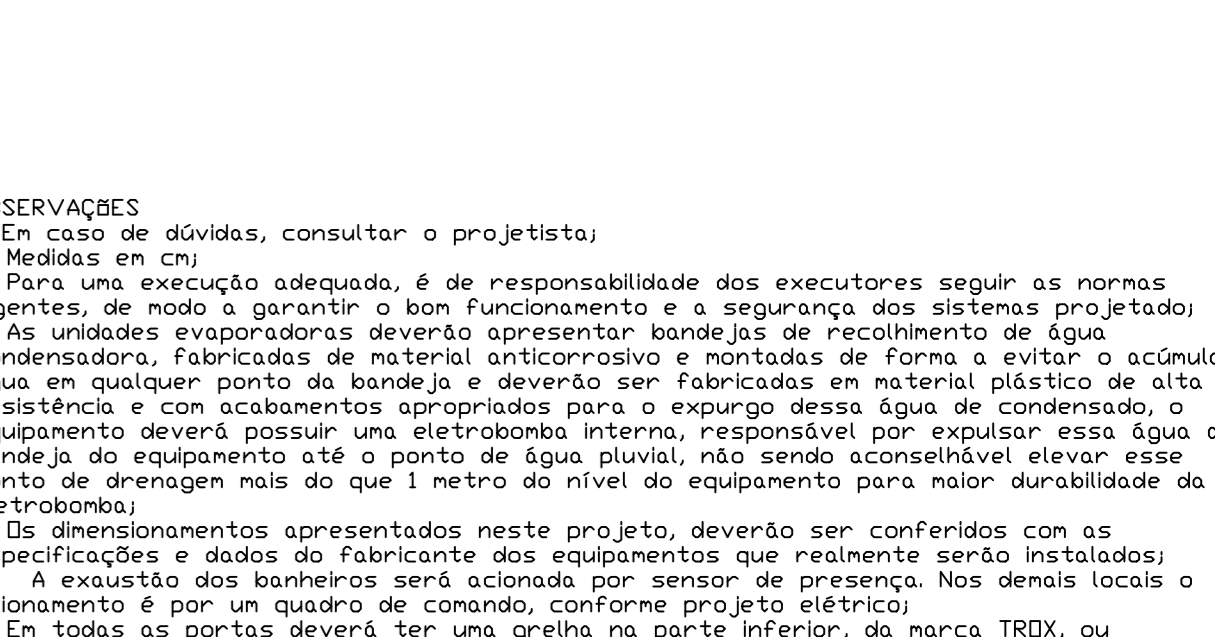 SERVAÇÕES
Em caso de dúvidas, consultar o projetista;
Medidas em cm;
Para uma execução adequada, é de responsabilidade dos executores seguir as normas
gentes, de modo a garantir o bom funcionamento e a segurança dos sistemas projetado;
As unidades evaporadoras deverão apresentar bandejas de recolhimento de água
ndensadora, fabricadas de material anticorrosivo e montadas de forma a evitar o acúmulo
ua em qualquer ponto da bandeja e deverão ser fabricadas em material plástico de alta
sistência e com acabamentos apropriados para o expurgo dessa água de condensado, o
uipamento deverá possuir uma eletrobomba interna, responsável por expulsar essa água d
ndeja do equipamento até o ponto de água pluvial, não sendo aconselhável elevar esse
nto de drenagem mais do que 1 metro do nível do equipamento para maior durabilidade da
etrobomba;
Os dimensionamentos apresentados neste projeto, deverão ser conferidos com as
pecificações e dados do fabricante dos equipamentos que realmente serão instalados;
A exaustão dos banheiros será acionada por sensor de presença. Nos demais locais o
ionamento é por um quadro de comando, conforme projeto elétrico;
Em todas as portas deverá ter uma grelha na parte inferior, da marca TROX, ou